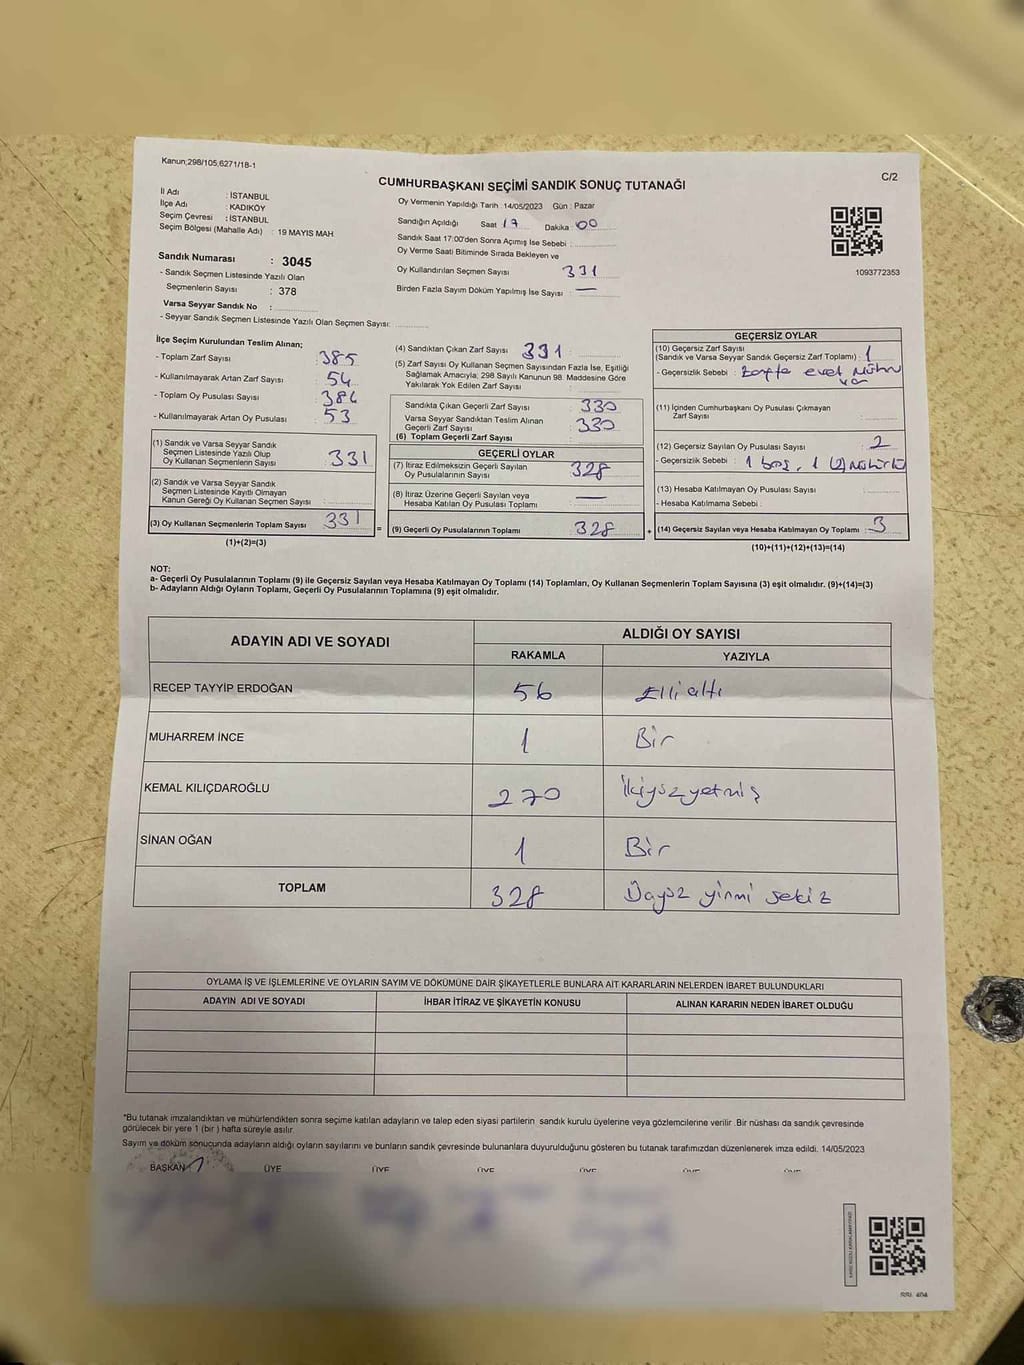 Kanun;298/105,6271/18-1
C/2
CUMHURBAŞKANI SEÇİMİ SANDIK SONUÇ TUTANAĞI
İl Adı : İSTANBUL
İlçe Adı : KADIKÖY
Seçim Çevresi : İSTANBUL
Seçim Bölgesi (Mahalle Adı) : 19 MAYIS MAH
Sandık Numarası : 3045
- Sandık Seçmen Listesinde Yazılı Olan
Seçmenlerin Sayısı : 378
Varsa Seyyar Sandık No :
- Seyyar Sandık Seçmen Listesinde Yazılı Olan Seçmen Sayısı:
Oy Vermenin Yapıldığı Tarih : 14/05/2023 Gün : Pazar
Sandığın Açıldığı Saat 17 Dakika : 00
Sandık Saat 17:00'den Sonra Açımış İse Sebebi :
Oy Verme Saati Bitiminde Sırada Bekleyen ve
Oy Kullandırılan Seçmen Sayısı 331
Birden Fazla Sayım Döküm Yapılmış İse Sayısı : —
1093772353
İlçe Seçim Kurulundan Teslim Alınan;
- Toplam Zarf Sayısı : 385
- Kullanılmayarak Artan Zarf Sayısı : 54
- Toplam Oy Pusulası Sayısı : 384
- Kullanılmayarak Artan Oy Pusulası : 53
(1) Sandık ve Varsa Seyyar Sandık
Seçmen Listesinde Yazılı Olup
Oy Kullanan Seçmenlerin Sayısı : 331
(2) Sandık ve Varsa Seyyar Sandık
Seçmen Listesinde Kayıtlı Olmayan
Kanun Gereği Oy Kullanan Seçmen Sayısı :
(3) Oy Kullanan Seçmenlerin Toplam Sayısı : 331
(1)+(2)=(3)
(4) Sandıktan Çıkan Zarf Sayısı : 331
(5) Zarf Sayısı Oy Kullanan Seçmen Sayısından Fazla İse, Eşitliği
Sağlamak Amacıyla, 298 Sayılı Kanunun 98. Maddesine Göre
Yakılarak Yok Edilen Zarf Sayısı :
Sandıkta Çıkan Geçerli Zarf Sayısı : 330
Varsa Seyyar Sandıktan Teslim Alınan
Geçerli Zarf Sayısı : 330
(6) Toplam Geçerli Zarf Sayısı :
GEÇERLİ OYLAR
(7) İtiraz Edilmeksizin Geçerli Sayılan
Oy Pusulalarının Sayısı : 328
(8) İtiraz Üzerine Geçerli Sayılan veya
Hesaba Katılan Oy Pusulası Toplamı : —
= (9) Geçerli Oy Pusulalarının Toplamı : 328 +
GEÇERSİZ OYLAR
(10) Geçersiz Zarf Sayısı
(Sandık ve Varsa Seyyar Sandık Geçersiz Zarf Toplamı) : 1
- Geçersizlik Sebebi : zarfta evet mührü
var
(11) İçinden Cumhurbaşkanı Oy Pusulası Çıkmayan
Zarf Sayısı
(12) Geçersiz Sayılan Oy Pusulası Sayısı : 2
- Geçersizlik Sebebi : 1 boş, 1 (2) mühürlü
(13) Hesaba Katılmayan Oy Pusulası Sayısı :
- Hesaba Katılmama Sebebi :
(14) Geçersiz Sayılan veya Hesaba Katılmayan Oy Toplamı : 3
(10)+(11)+(12)+(13)=(14)
NOT:
a- Geçerli Oy Pusulalarının Toplamı (9) ile Geçersiz Sayılan veya Hesaba Katılmayan Oy Toplamı (14) Toplamları, Oy Kullanan Seçmenlerin Toplam Sayısına (3) eşit olmalıdır. (9)+(14)=(3)
b- Adayların Aldığı Oyların Toplamı, Geçerli Oy Pusulalarının Toplamına (9) eşit olmalıdır.
ADAYIN ADI VE SOYADI
ALDIĞI OY SAYISI
RAKAMLA YAZIYLA
RECEP TAYYİP ERDOĞAN 56 Elli altı
MUHARREM İNCE 1 Bir
KEMAL KILIÇDAROĞLU 270 İkiyüzyetmiş
SİNAN OĞAN 1 Bir
TOPLAM 328 Üçyüz yirmi sekiz
OYLAMA İŞ VE İŞLEMLERİNE VE OYLARIN SAYIM VE DÖKÜMÜNE DAİR ŞİKAYETLERLE BUNLARA AİT KARARLARIN NELERDEN İBARET BULUNDUKLARI
ADAYIN ADI VE SOYADI İHBAR İTİRAZ VE ŞİKAYETİN KONUSU ALINAN KARARIN NEDEN İBARET OLDUĞU
*Bu tutanak imzalandıktan ve mühürlendikten sonra seçime katılan adayların ve talep eden siyasi partilerin sandık kurulu üyelerine veya gözlemcilerine verilir .Bir nüshası da sandık çevresinde
görülecek bir yere 1 (bir ) hafta süreyle asılır.
Sayım ve döküm sonucunda adayların aldığı oyların sayılarını ve bunların sandık çevresinde bulunanlara duyurulduğunu gösteren bu tutanak tarafımızdan düzenlenerek imza edildi. 14/05/2023
BAŞKAN ÜYE ÜYE ÜYE ÜYE ÜYE ÜYE